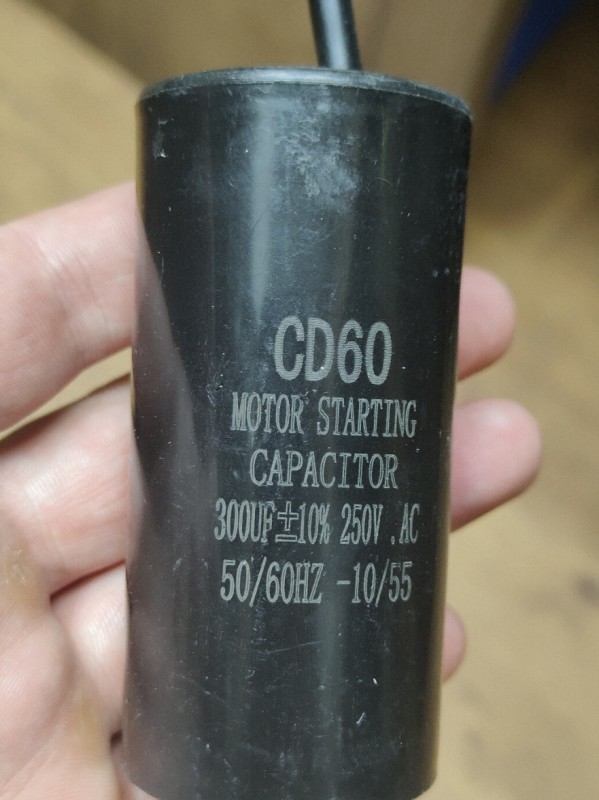 CD60
MOTOR STARTING
CAPACITOR
300UF±10% 250V.AC
50/60HZ -10/55